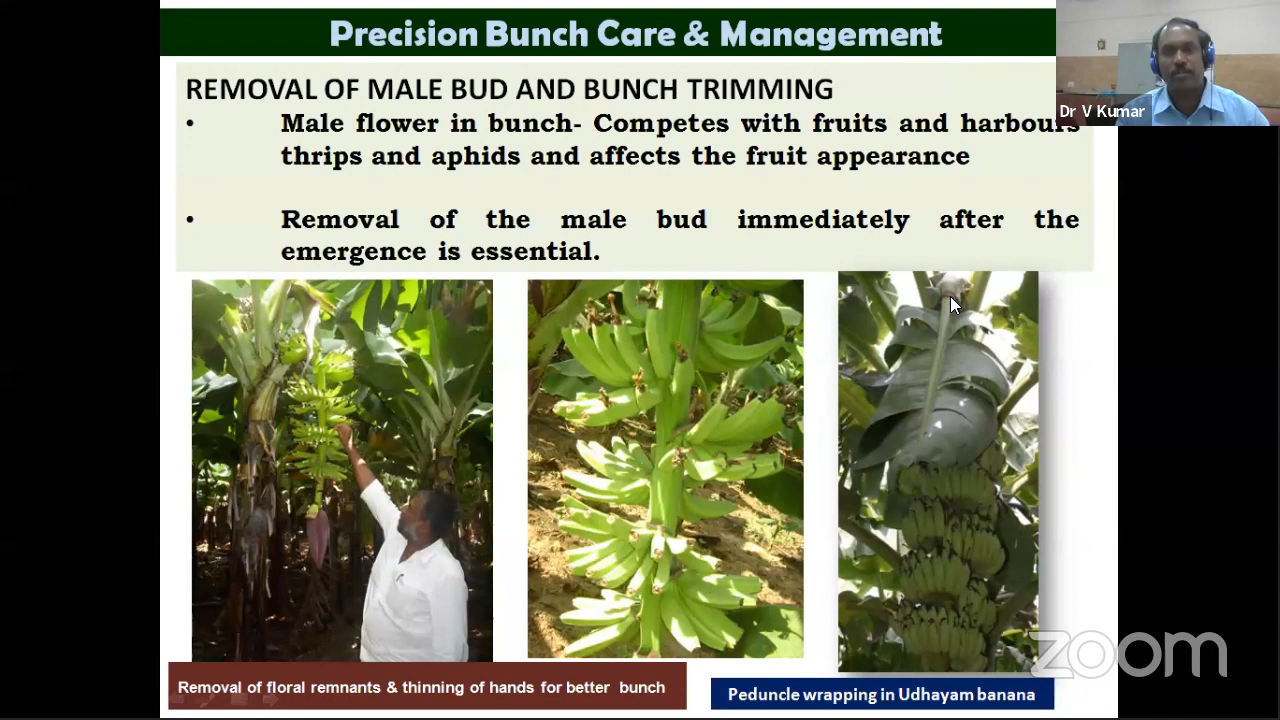 Precision Bunch Care & Management
REMOVAL OF MALE BUD AND BUNCH TRIMMING
• Male flower in bunch- Competes with fruits and harbours
thrips and aphids and affects the fruit appearance
• Removal of the male bud immediately after the
emergence is essential.
Dr V Kumar
Removal of floral remnants & thinning of hands for better bunch
Peduncle wrapping in Udhayam banana
zoom